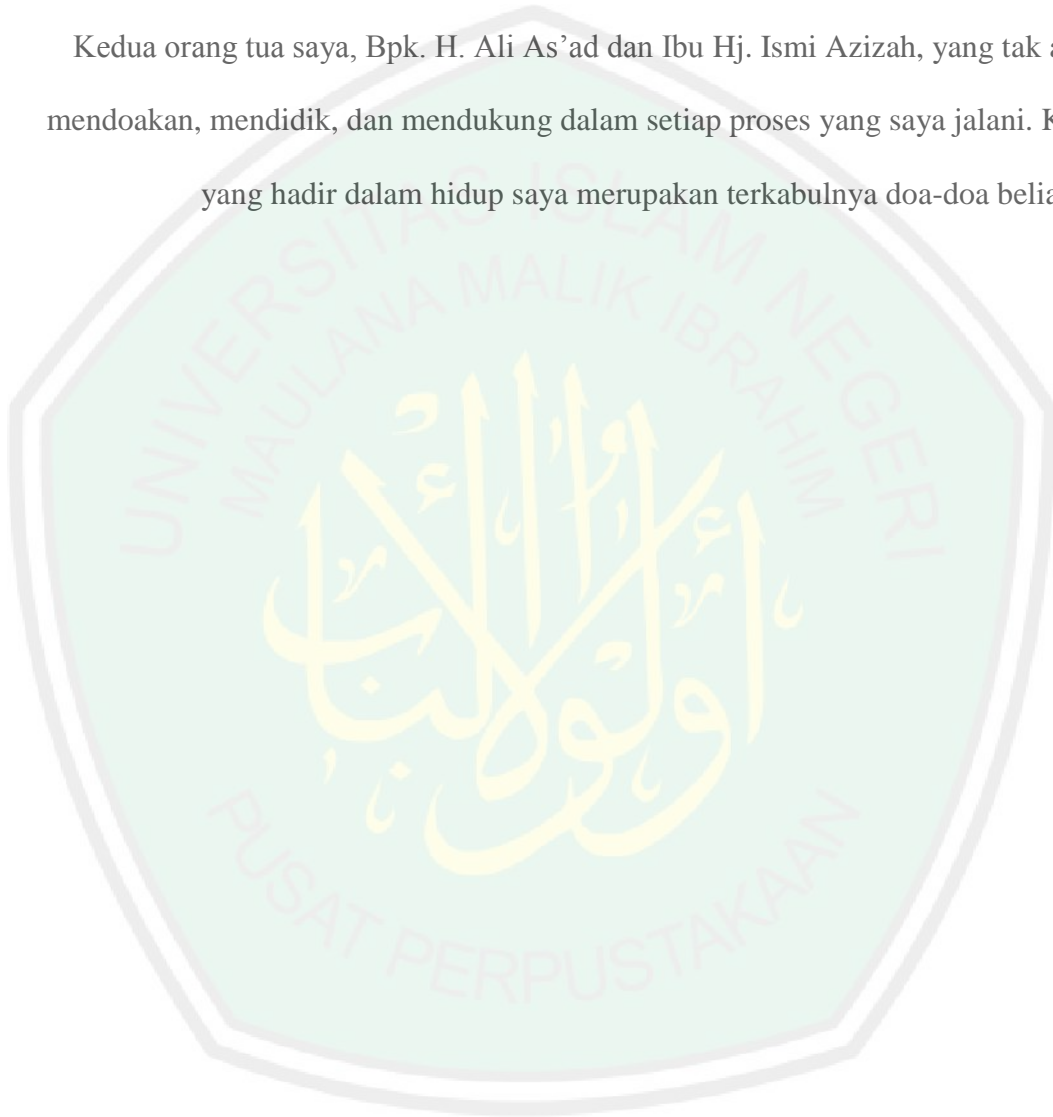 Kedua orang tua saya, Bpk. H. Ali As’ad dan Ibu Hj. Ismi Azizah, yang tak
mendoakan, mendidik, dan mendukung dalam setiap proses yang saya jalani.
yang hadir dalam hidup saya merupakan terkabulnya doa-doa
UNIVERSITAS ISLAM NEGERI
MAULANA MALIK IBRAHIM
أولوا الألباب
PUSAT PERPUSTAKAAN